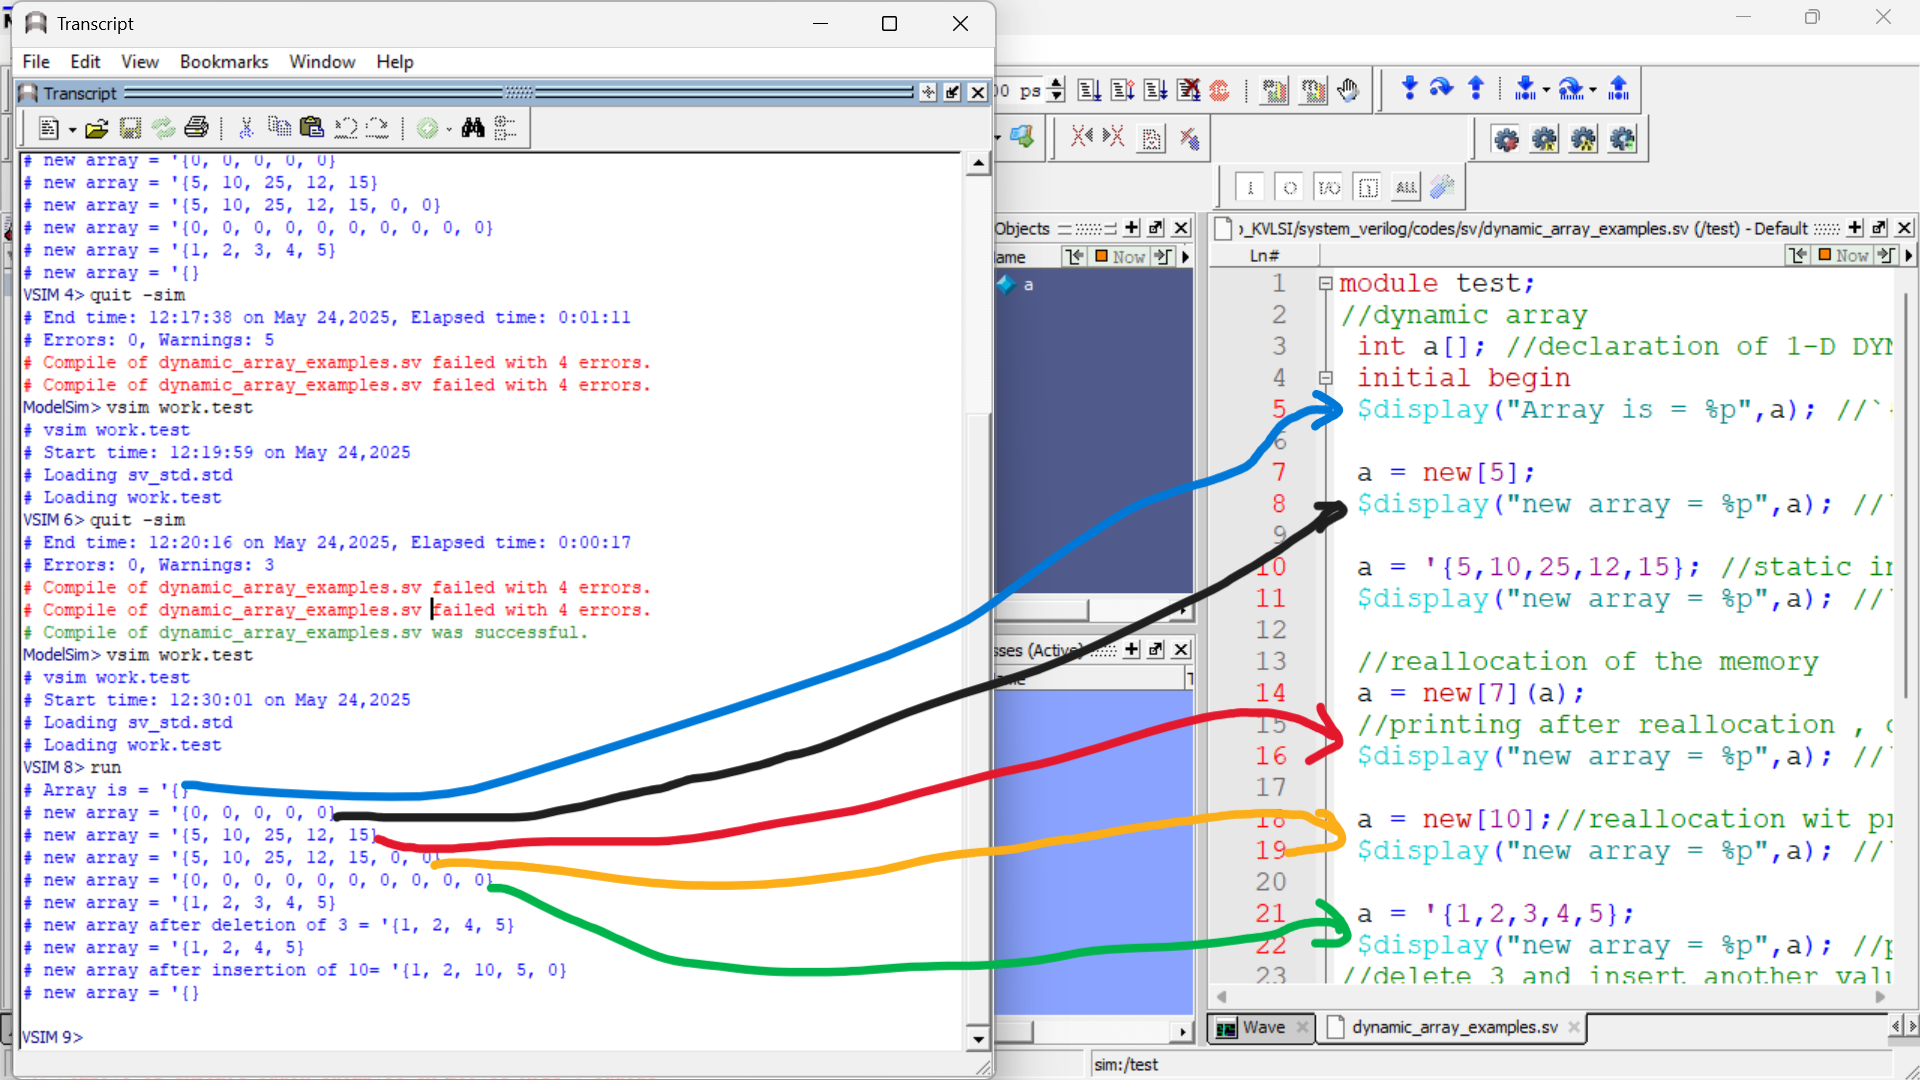 Transcript
File Edit View Bookmarks Window Help
Transcript
# new array = '{0, 0, 0, 0, 0}
# new array = '{5, 10, 25, 12, 15}
# new array = '{5, 10, 25, 12, 15, 0, 0}
# new array = '{0, 0, 0, 0, 0, 0, 0, 0, 0, 0}
# new array = '{1, 2, 3, 4, 5}
# new array = '{}
VSIM 4> quit -sim
# End time: 12:17:38 on May 24,2025, Elapsed time: 0:01:11
# Errors: 0, Warnings: 5
# Compile of dynamic_array_examples.sv failed with 4 errors.
# Compile of dynamic_array_examples.sv failed with 4 errors.
ModelSim> vsim work.test
# vsim work.test
# Start time: 12:19:59 on May 24,2025
# Loading sv_std.std
# Loading work.test
VSIM 6> quit -sim
# End time: 12:20:16 on May 24,2025, Elapsed time: 0:00:17
# Errors: 0, Warnings: 3
# Compile of dynamic_array_examples.sv failed with 4 errors.
# Compile of dynamic_array_examples.sv failed with 4 errors.
# Compile of dynamic_array_examples.sv was successful.
ModelSim> vsim work.test
# vsim work.test
# Start time: 12:30:01 on May 24,2025
# Loading sv_std.std
# Loading work.test
VSIM 8> run
# Array is = '{}
# new array = '{0, 0, 0, 0, 0}
# new array = '{5, 10, 25, 12, 15}
# new array = '{5, 10, 25, 12, 15, 0, 0}
# new array = '{0, 0, 0, 0, 0, 0, 0, 0, 0, 0}
# new array = '{1, 2, 3, 4, 5}
# new array after deletion of 3 = '{1, 2, 4, 5}
# new array = '{1, 2, 4, 5}
# new array after insertion of 10= '{1, 2, 10, 5, 0}
# new array = '{}
VSIM 9>
ps
I I/O ALL
Objects
ame Now
a
sses (Active)
_KVLSI/system_verilog/codes/sv/dynamic_array_examples.sv (/test) - Default
Ln# Now
1 module test;
2 //dynamic array
3 int a[]; //declaration of 1-D DYN
4 initial begin
5 $display("Array is = %p",a); //`
6
7 a = new[5];
8 $display("new array = %p",a); //
9
10 a = '{5,10,25,12,15}; //static in
11 $display("new array = %p",a); //
12
13 //reallocation of the memory
14 a = new[7](a);
15 //printing after reallocation ,
16 $display("new array = %p",a); //
17
18 a = new[10];//reallocation wit pr
19 $display("new array = %p",a); //
20
21 a = '{1,2,3,4,5};
22 $display("new array = %p",a); //p
23 //delete 3 and insert another valu
Wave dynamic_array_examples.sv
sim:/test